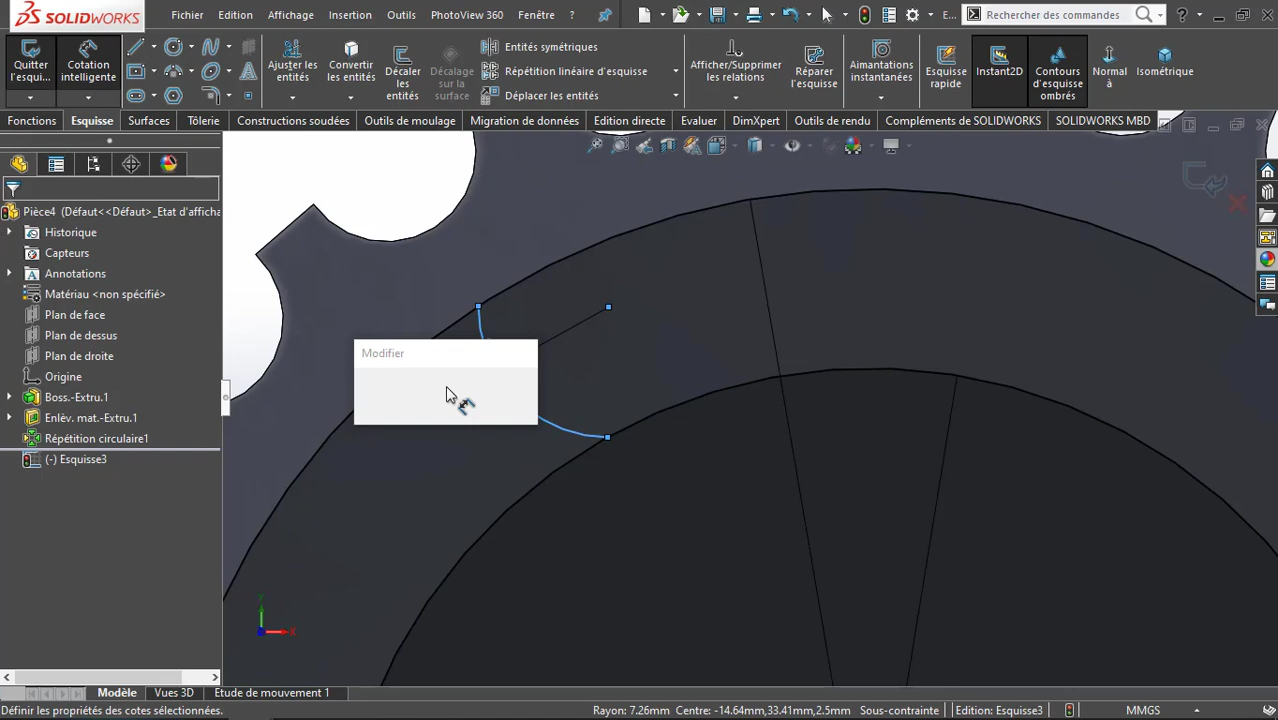 SOLIDWORKS
Fichier Edition Affichage Insertion Outils PhotoView 360 Fenêtre ?
E...
Rechercher des commandes
?
Quitter l'esqui...
Cotation intelligente
Ajuster les entités
Convertir les entités
Décaler les entités
Décalage sur la surface
Entités symétriques
Répétition linéaire d'esquisse
Déplacer les entités
Afficher/Supprimer les relations
Réparer l'esquisse
Aimantations instantanées
Esquisse rapide
Instant2D
Contours d'esquisse ombrés
Normal à
Isométrique
Fonctions Esquisse Surfaces Tôlerie Constructions soudées Outils de moulage Migration de données Edition directe Evaluer DimXpert Outils de rendu Compléments de SOLIDWORKS SOLIDWORKS MBD
Pièce4 (Défaut<<Défaut>_Etat d'afficha
Historique
Capteurs
Annotations
Matériau <non spécifié>
Plan de face
Plan de dessus
Plan de droite
Origine
Boss.-Extru.1
Enlèv. mat.-Extru.1
Répétition circulaire1
(-) Esquisse3
Modifier
Y
X
Modèle Vues 3D Etude de mouvement 1
Définir les propriétés des cotes sélectionnées. Rayon: 7.26mm Centre: -14.64mm,33.41mm,2.5mm Sous-contrainte Edition: Esquisse3 MMGS